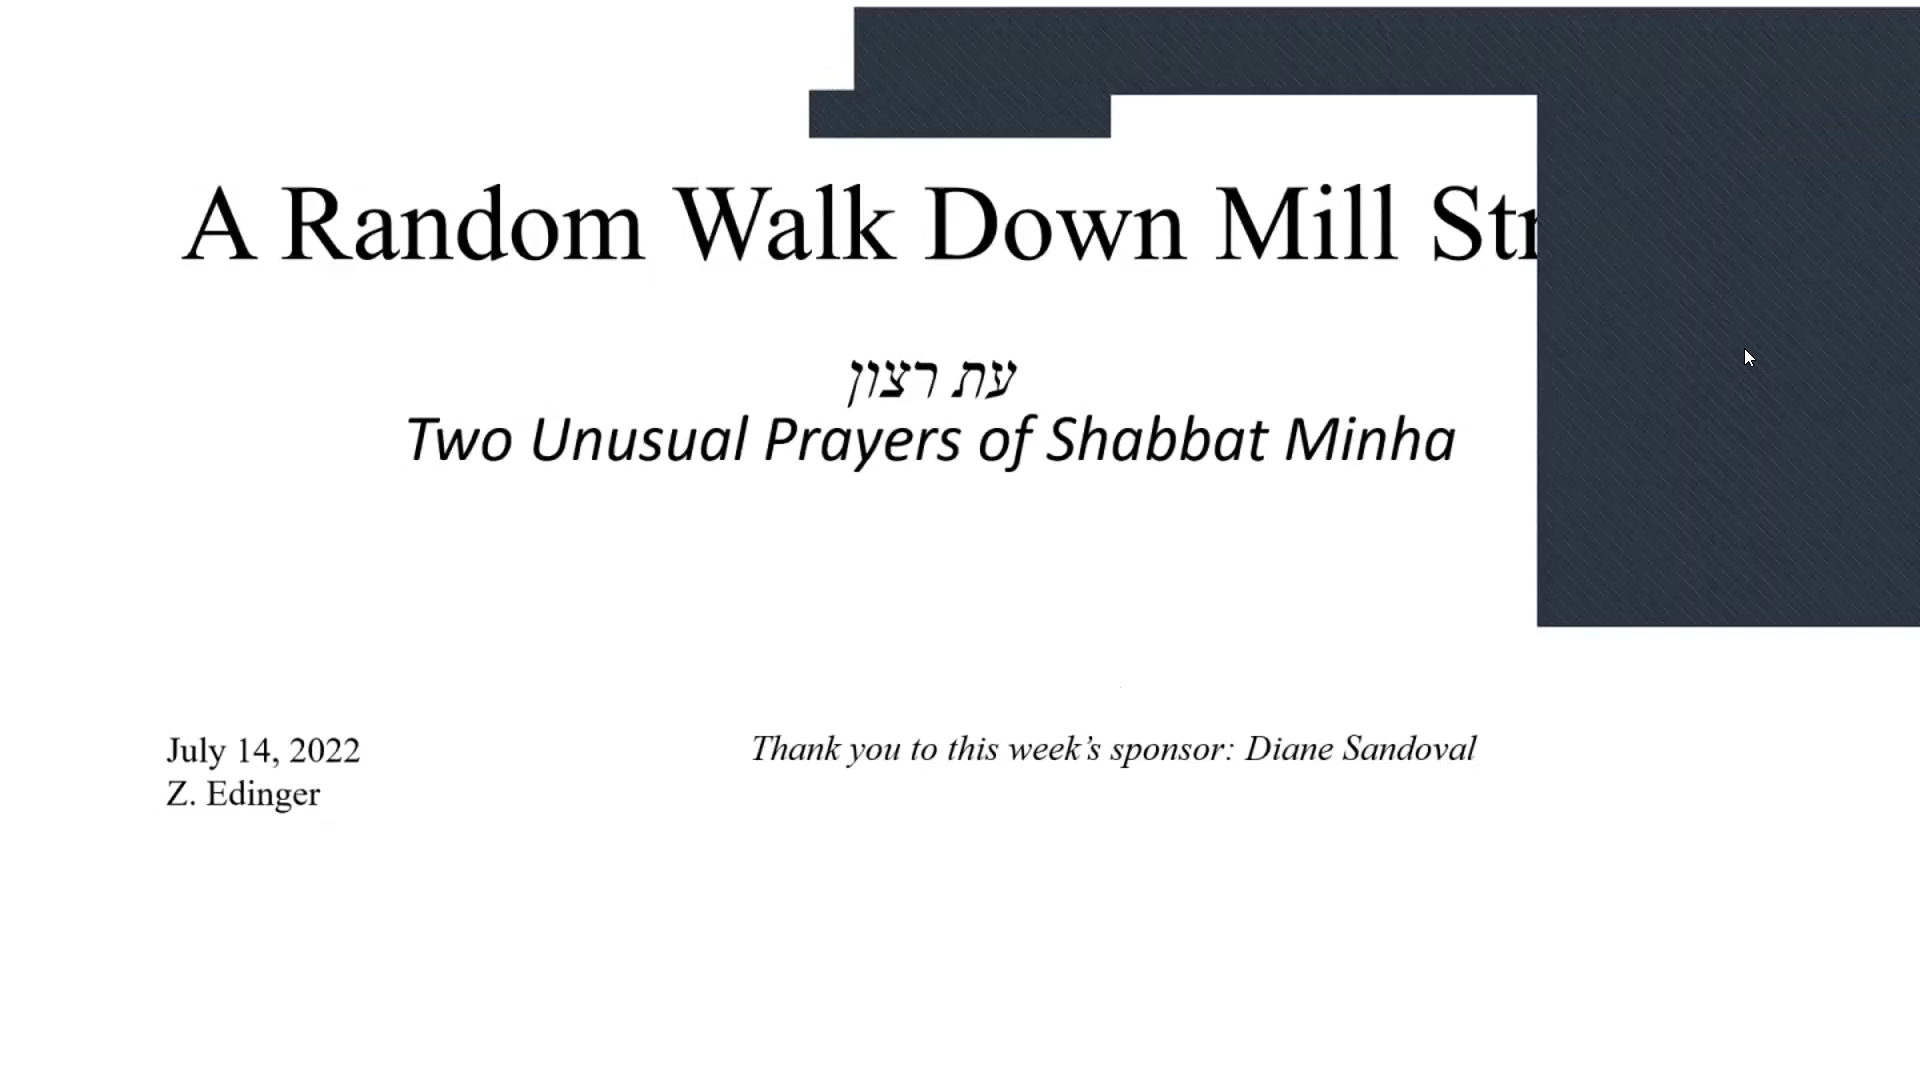 A Random Walk Down Mill Str
עת רצון
Two Unusual Prayers of Shabbat Minha
July 14, 2022
Z. Edinger
Thank you to this week’s sponsor: Diane Sandoval